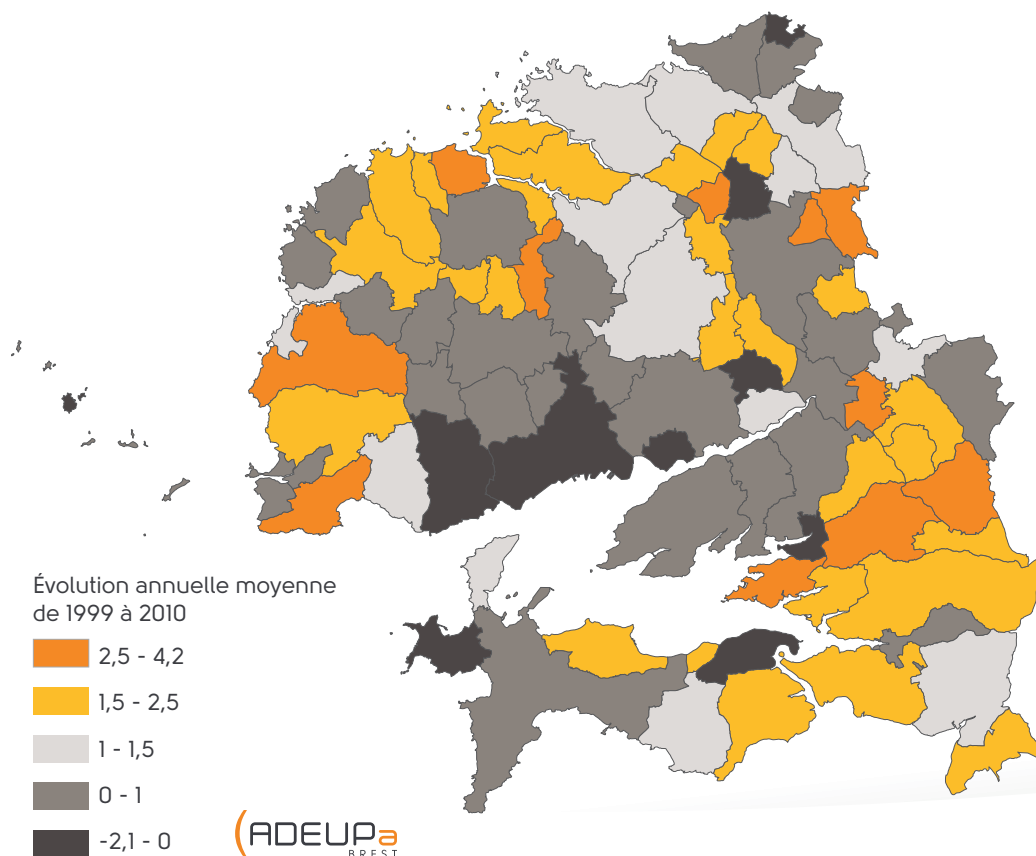 Évolution annuelle moyenne
de 1999 à 2010
2,5 - 4,2
1,5 - 2,5
1 - 1,5
0 - 1
-2,1 - 0
ADEUPa
BREST